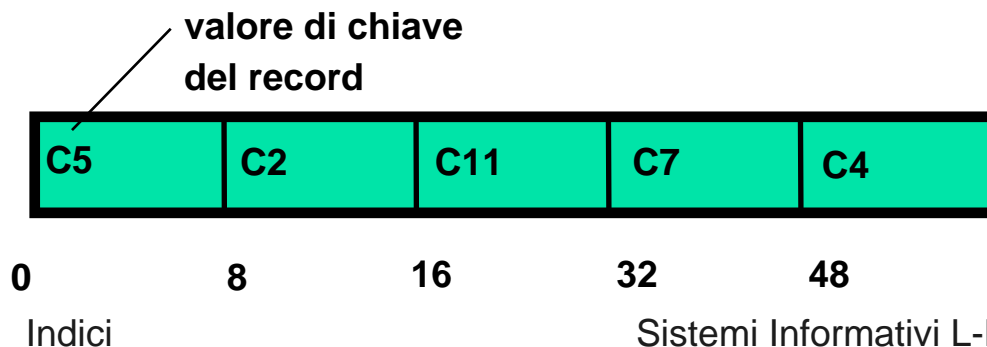 valore di chiave
del record
C5 C2 C11 C7 C4
0 8 16 32 48
Indici Sistemi Informativi